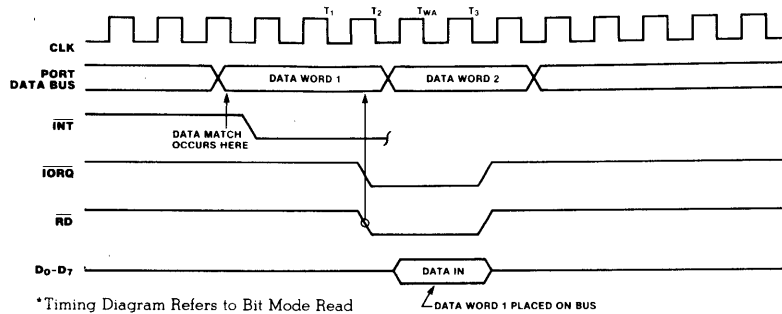 T1 T2 TWA T3
CLK
PORT
DATA BUS
DATA WORD 1 DATA WORD 2
INT
DATA MATCH
OCCURS HERE
IORQ
RD
D0-D7
DATA IN
*Timing Diagram Refers to Bit Mode Read
DATA WORD 1 PLACED ON BUS